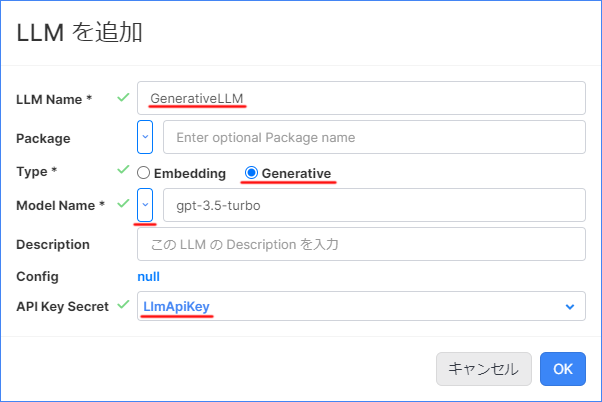 LLM を追加
LLM Name * GenerativeLLM
Package Enter optional Package name
Type * Embedding Generative
Model Name * gpt-3.5-turbo
Description この LLM の Description を入力
Config null
API Key Secret LlmApiKey
キャンセル OK